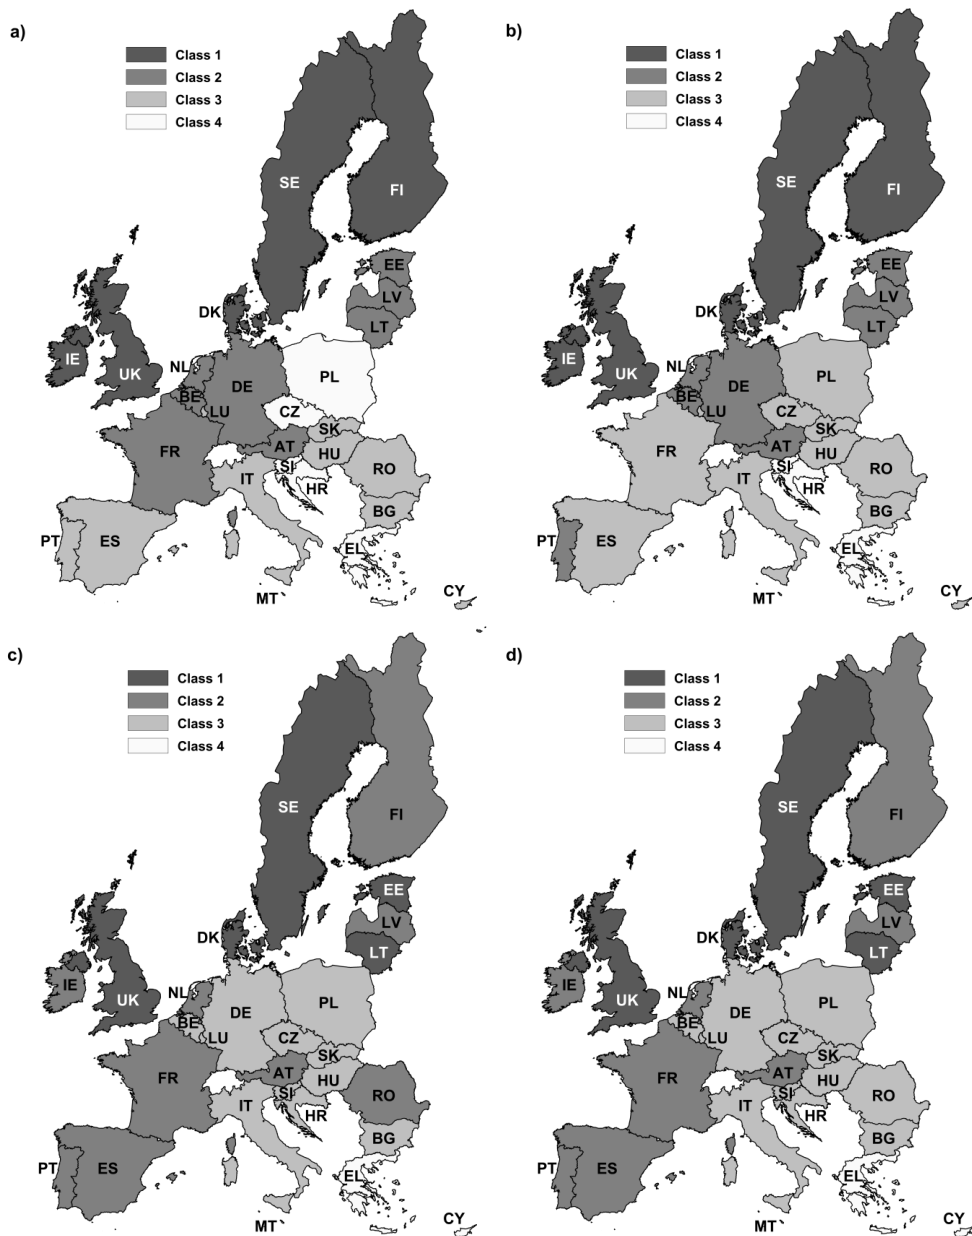 a)
Class 1
Class 2
Class 3
Class 4
SE
FI
EE
LV
LT
DK
IE
UK
NL
BE
LU
DE
PL
CZ
SK
AT
HU
SI
HR
RO
BG
FR
IT
PT
ES
EL
MT
CY
b)
Class 1
Class 2
Class 3
Class 4
SE
FI
EE
LV
LT
DK
IE
UK
NL
BE
LU
DE
PL
CZ
SK
AT
HU
SI
HR
RO
BG
FR
IT
PT
ES
EL
MT
CY
c)
Class 1
Class 2
Class 3
Class 4
SE
FI
EE
LV
LT
DK
IE
UK
NL
BE
LU
DE
PL
CZ
SK
AT
HU
SI
HR
RO
BG
FR
IT
PT
ES
EL
MT
CY
d)
Class 1
Class 2
Class 3
Class 4
SE
FI
EE
LV
LT
DK
IE
UK
NL
BE
LU
DE
PL
CZ
SK
AT
HU
SI
HR
RO
BG
FR
IT
PT
ES
EL
MT
CY